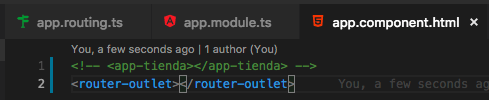 app.routing.ts app.module.ts app.component.html
You, a few seconds ago | 1 author (You)
1 <!-- <app-tienda></app-tienda> -->
2 <router-outlet></router-outlet> You, a few seconds ag